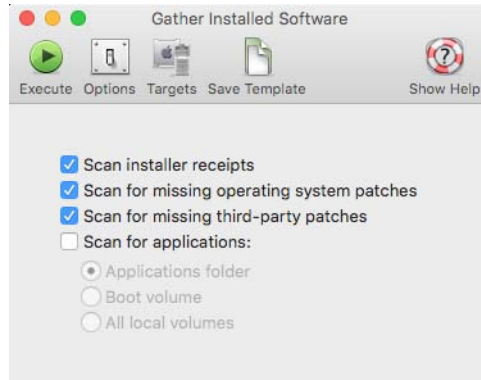 Gather Installed Software
Execute Options Targets Save Template Show Help
Scan installer receipts
Scan for missing operating system patches
Scan for missing third-party patches
Scan for applications:
Applications folder
Boot volume
All local volumes